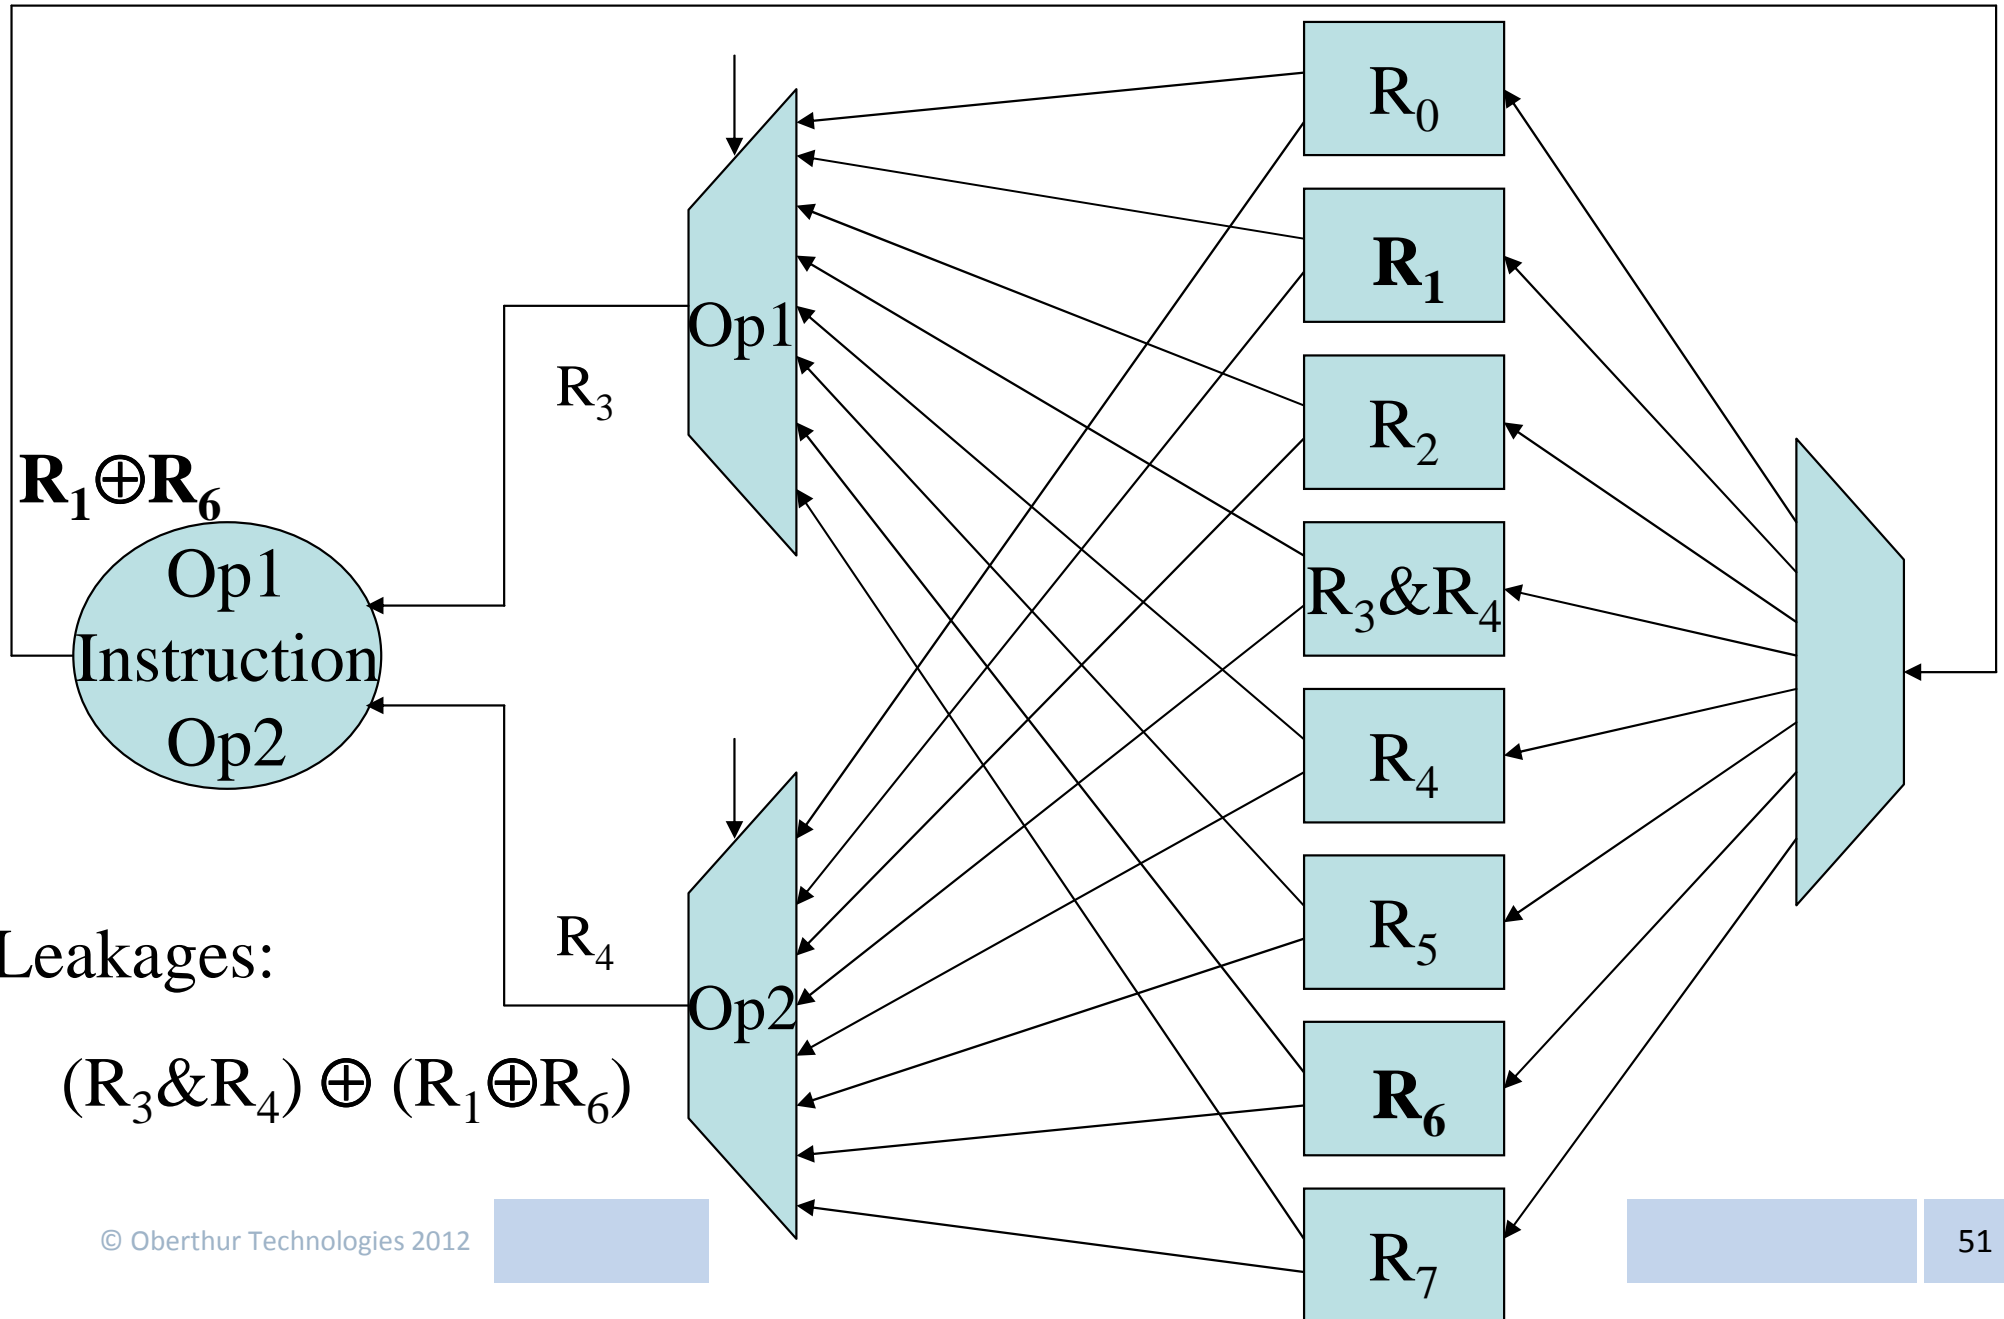 R₀
R₁
Op1
R₃
R₂
R₁⊕R₆
Op1
Instruction
Op2
R₃&R₄
R₄
R₄
R₅
Leakages:
Op2
(R₃&R₄) ⊕ (R₁⊕R₆)
R₆
R₇
© Oberthur Technologies 2012
51